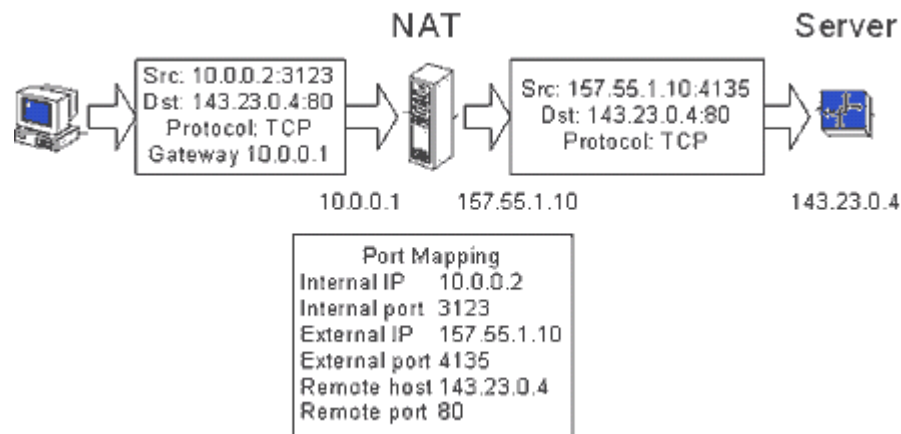 NAT
Server
Src: 10.0.0.2:3123
Dst: 143.23.0.4:80
Protocol: TCP
Gateway 10.0.0.1
Src: 157.55.1.10:4135
Dst: 143.23.0.4:80
Protocol: TCP
10.0.0.1
157.55.1.10
143.23.0.4
Port Mapping
Internal IP 10.0.0.2
Internal port 3123
External IP 157.55.1.10
External port 4135
Remote host 143.23.0.4
Remote port 80